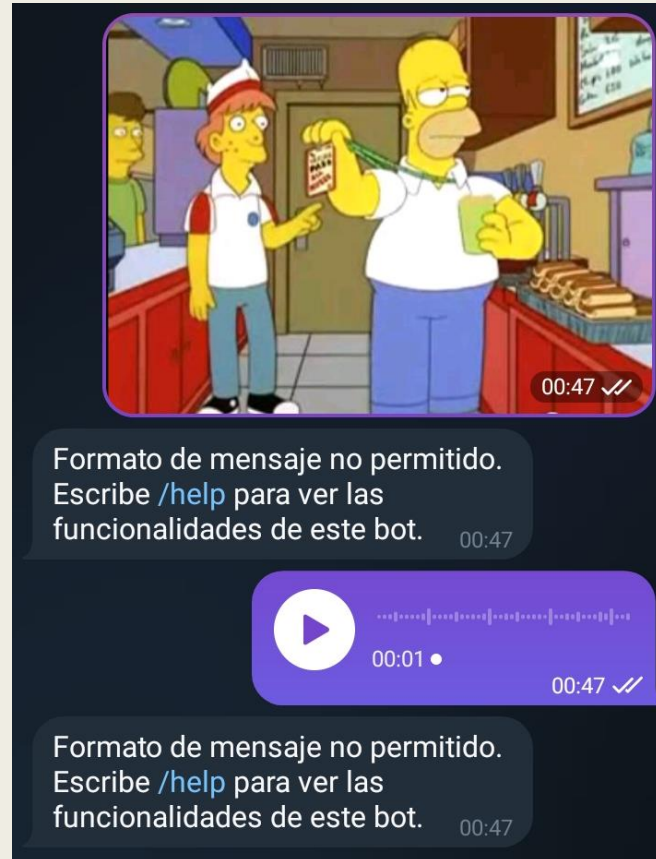 00:47
Formato de mensaje no permitido.
Escribe /help para ver las
funcionalidades de este bot.
00:47
00:01
00:47
Formato de mensaje no permitido.
Escribe /help para ver las
funcionalidades de este bot.
00:47